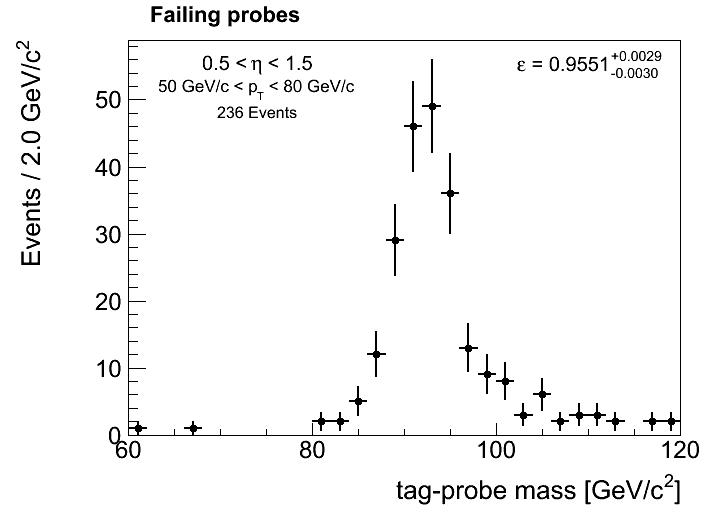 Failing probes
0.5 < η < 1.5
50 GeV/c < p_T < 80 GeV/c
236 Events
ε = 0.9551 +0.0029 -0.0030
Events / 2.0 GeV/c²
50
40
30
20
10
0
60
80
100
120
tag-probe mass [GeV/c²]